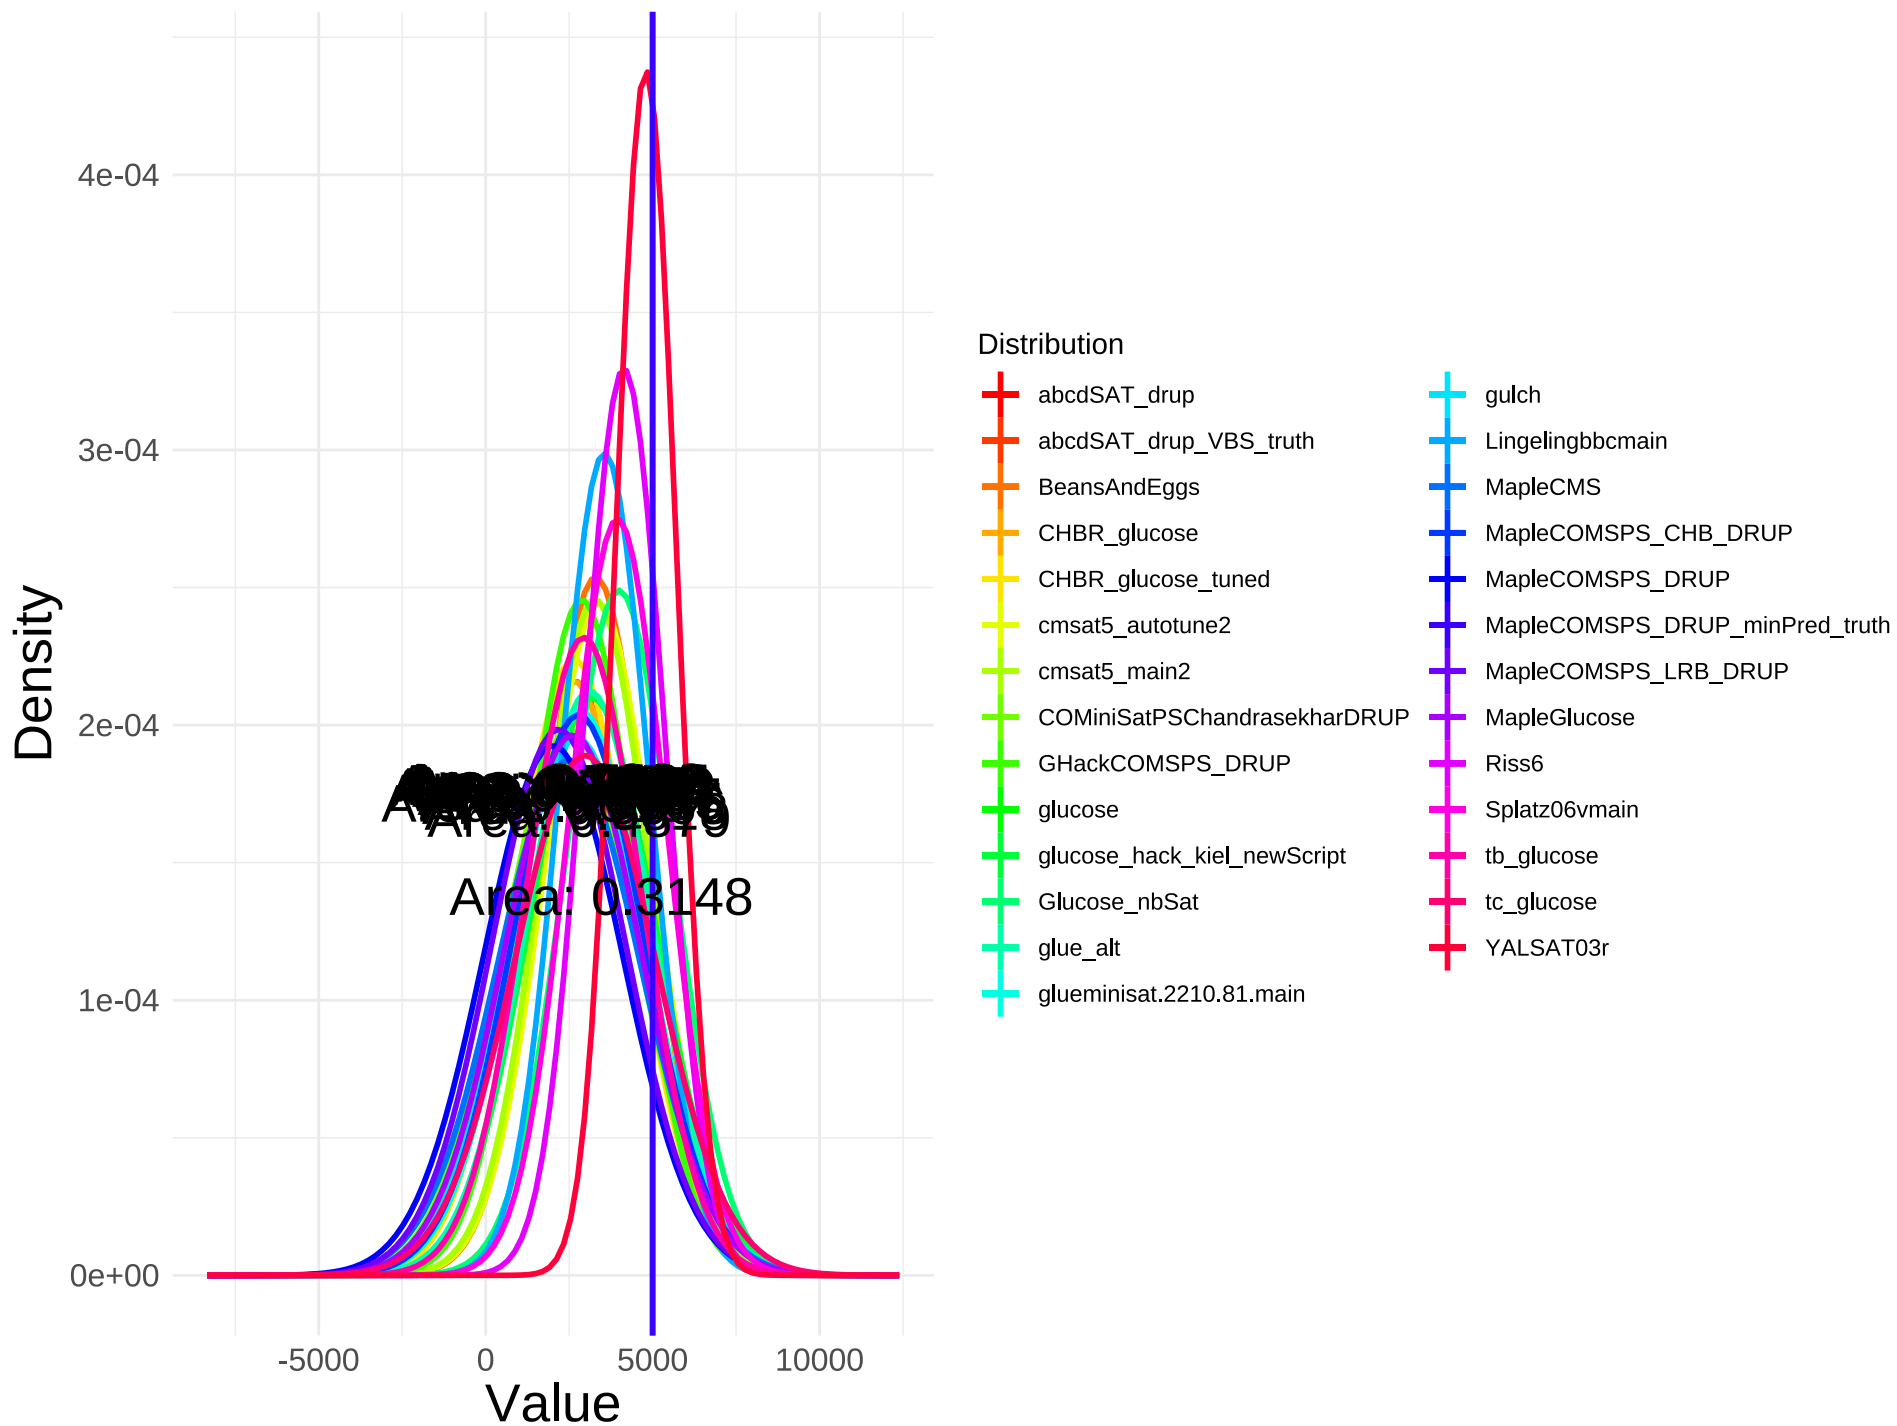 4e-04
3e-04
2e-04
1e-04
0e+00
Density
Area: 0.3148
-5000
0
5000
10000
Value
Distribution
abcdSAT_drup
abcdSAT_drup_VBS_truth
BeansAndEggs
CHBR_glucose
CHBR_glucose_tuned
cmsat5_autotune2
cmsat5_main2
COMiniSatPSChandrasekharDRUP
GHackCOMSPS_DRUP
glucose
glucose_hack_kiel_newScript
Glucose_nbSat
glue_alt
glueminisat.2210.81.main
gulch
Lingelingbbcmain
MapleCMS
MapleCOMSPS_CHB_DRUP
MapleCOMSPS_DRUP
MapleCOMSPS_DRUP_minPred_truth
MapleCOMSPS_LRB_DRUP
MapleGlucose
Riss6
Splatz06vmain
tb_glucose
tc_glucose
YALSAT03r